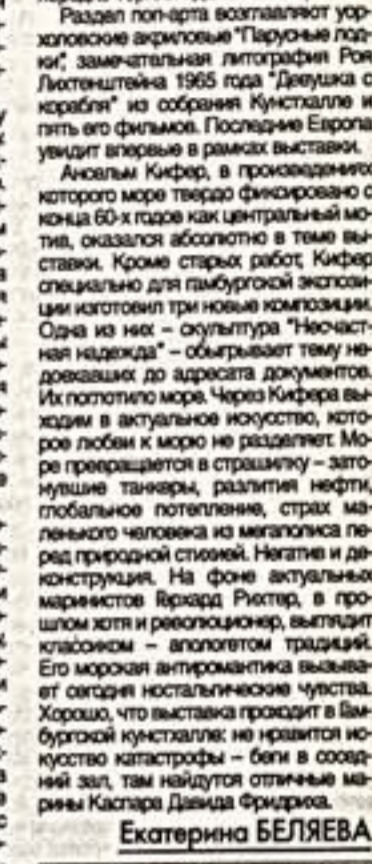 Раздел поп-арта возглавляют уор-
холовские акриловые "Парусные лод-
ки", замечательная литография Роя
Лихтенштейна 1965 года "Девушка с
корабля" из собрания Кунстхалле и
пять его фильмов. Последние Европа
увидит впервые в рамках выставки.
Ансельм Кифер, в произведениях
которого море твердо фиксировано с
конца 60-х годов как центральный мо-
тив, оказался абсолютно в теме вы-
ставки. Кроме старых работ, Кифер
специально для гамбургской экспози-
ции изготовил три новые композиции.
Одна из них – скульптура "Несчаст-
ная надежда" – обыгрывает тему не-
доехавших до адресата документов.
Их поглотило море. Через Кифера вы-
ходим в актуальное искусство, кото-
рое любви к морю не разделяет. Мо-
ре превращается в страшилку – зато-
нувшие танкеры, разлития нефти,
глобальное потепление, страх ма-
ленького человека из мегаполиса пе-
ред природной стихией. Негатив и де-
конструкция. На фоне актуальных
маринистов Герхард Рихтер, в про-
шлом хотя и революционер, выглядит
классиком – апологетом традиций.
Его морская антиромантика вызыва-
ет сегодня ностальгические чувства.
Хорошо, что выставка проходит в Гам-
бургской кунстхалле: не нравится ис-
кусство катастрофы – беги в сосед-
ний зал, там найдутся отличные ма-
рины Каспара Давида Фридриха.
Екатерина БЕЛЯЕВА